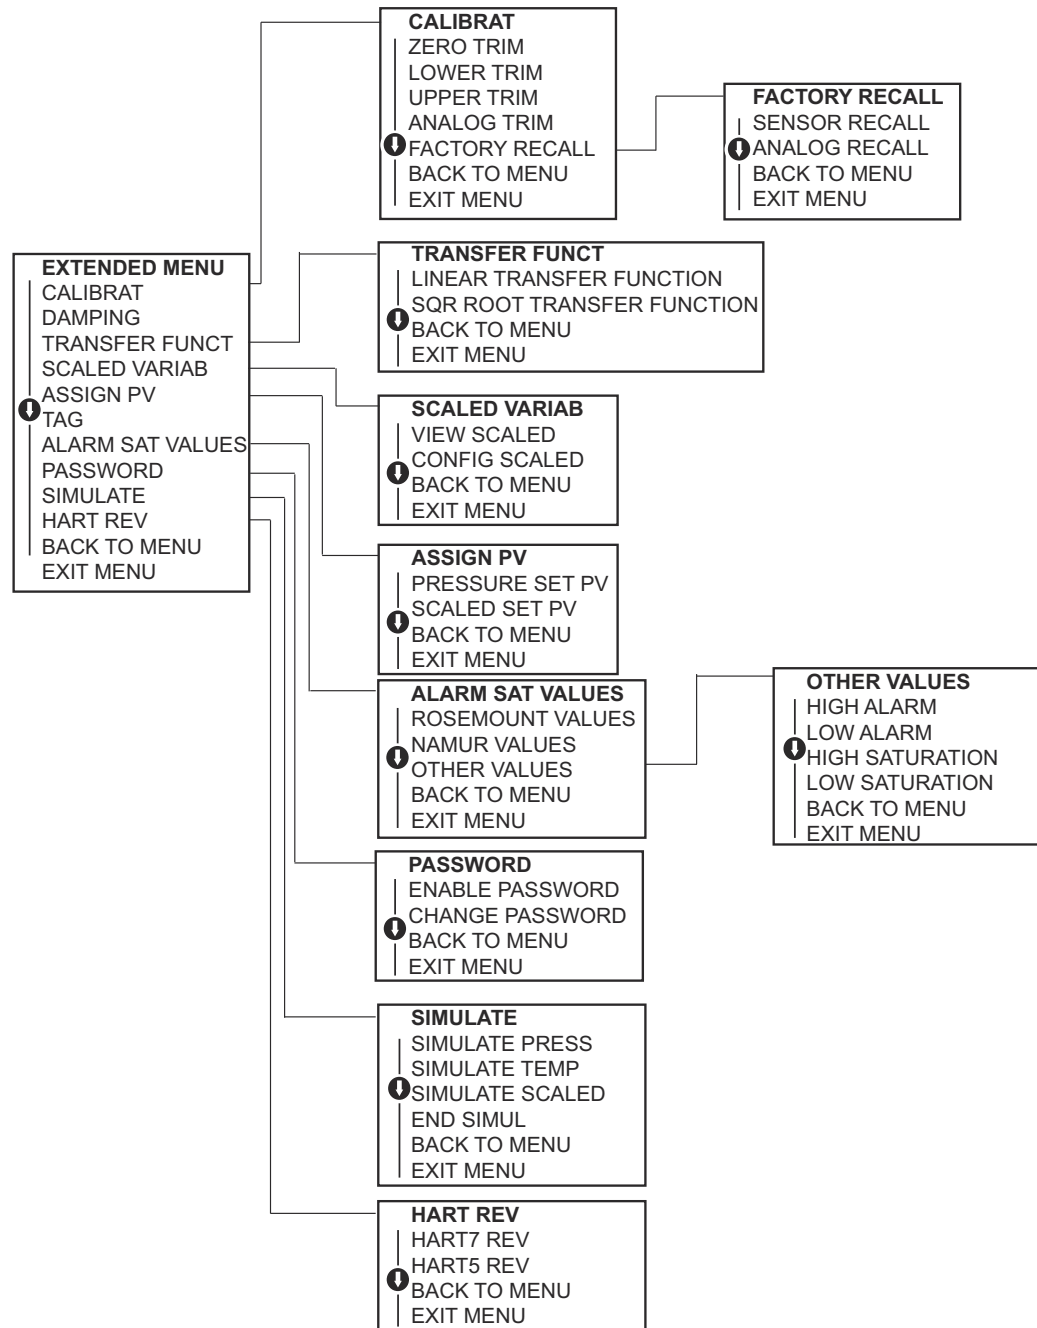 CALIBRAT
ZERO TRIM
LOWER TRIM
UPPER TRIM
ANALOG TRIM
FACTORY RECALL
BACK TO MENU
EXIT MENU
FACTORY RECALL
SENSOR RECALL
ANALOG RECALL
BACK TO MENU
EXIT MENU
EXTENDED MENU
CALIBRAT
DAMPING
TRANSFER FUNCT
SCALED VARIAB
ASSIGN PV
TAG
ALARM SAT VALUES
PASSWORD
SIMULATE
HART REV
BACK TO MENU
EXIT MENU
TRANSFER FUNCT
LINEAR TRANSFER FUNCTION
SQR ROOT TRANSFER FUNCTION
BACK TO MENU
EXIT MENU
SCALED VARIAB
VIEW SCALED
CONFIG SCALED
BACK TO MENU
EXIT MENU
ASSIGN PV
PRESSURE SET PV
SCALED SET PV
BACK TO MENU
EXIT MENU
ALARM SAT VALUES
ROSEMOUNT VALUES
NAMUR VALUES
OTHER VALUES
BACK TO MENU
EXIT MENU
OTHER VALUES
HIGH ALARM
LOW ALARM
HIGH SATURATION
LOW SATURATION
BACK TO MENU
EXIT MENU
PASSWORD
ENABLE PASSWORD
CHANGE PASSWORD
BACK TO MENU
EXIT MENU
SIMULATE
SIMULATE PRESS
SIMULATE TEMP
SIMULATE SCALED
END SIMUL
BACK TO MENU
EXIT MENU
HART REV
HART7 REV
HART5 REV
BACK TO MENU
EXIT MENU